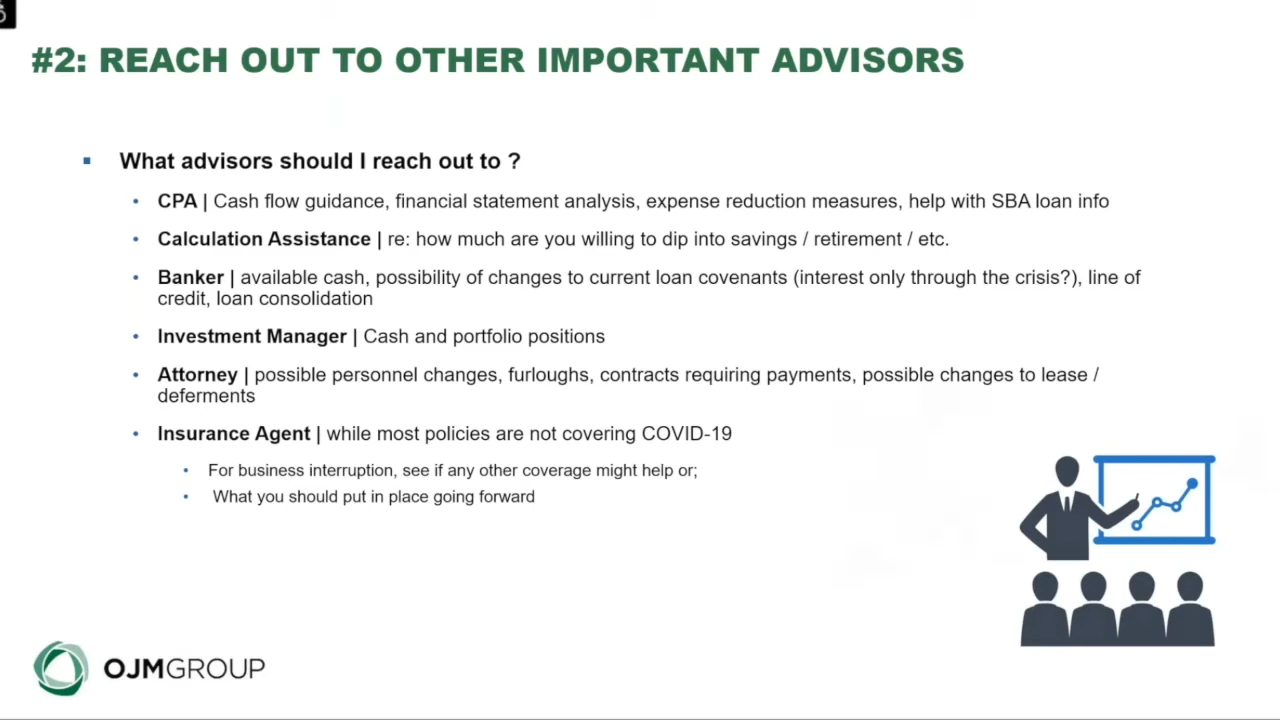 #2: REACH OUT TO OTHER IMPORTANT ADVISORS
What advisors should I reach out to ?
CPA | Cash flow guidance, financial statement analysis, expense reduction measures, help with SBA loan info
Calculation Assistance | re: how much are you willing to dip into savings / retirement / etc.
Banker | available cash, possibility of changes to current loan covenants (interest only through the crisis?), line of
credit, loan consolidation
Investment Manager | Cash and portfolio positions
Attorney | possible personnel changes, furloughs, contracts requiring payments, possible changes to lease /
deferments
Insurance Agent | while most policies are not covering COVID-19
For business interruption, see if any other coverage might help or;
What you should put in place going forward
OJMGROUP